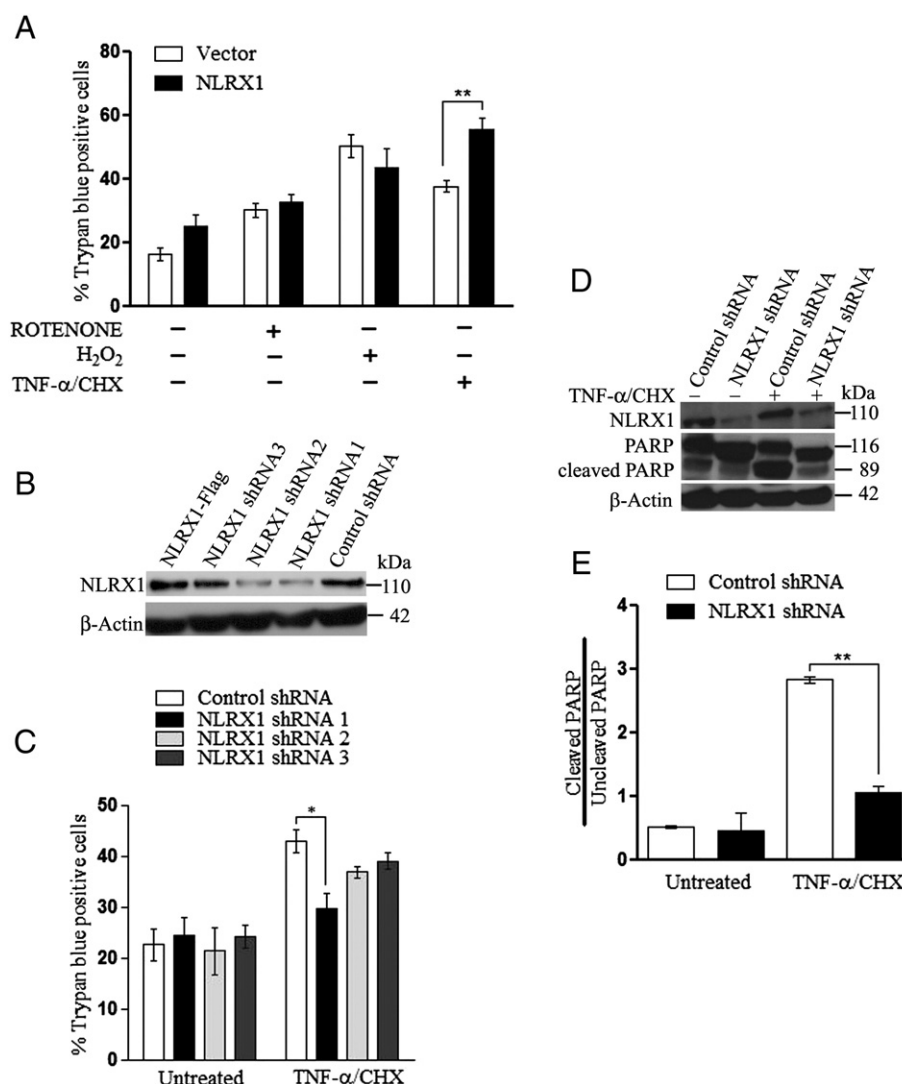 A
80
60
40
20
0
% Trypan blue positive cells
Vector
NLRX1
**
ROTENONE – + – –
H2O2 – – + –
TNF-α/CHX – – – +
B
NLRX1-Flag
NLRX1 shRNA3
NLRX1 shRNA2
NLRX1 shRNA1
Control shRNA
kDa
NLRX1
110
β-Actin
42
C
Control shRNA
NLRX1 shRNA 1
NLRX1 shRNA 2
NLRX1 shRNA 3
50
40
30
20
10
0
% Trypan blue positive cells
*
Untreated
TNF-α/CHX
D
Control shRNA
NLRX1 shRNA
Control shRNA
NLRX1 shRNA
TNF-α/CHX – – + + kDa
NLRX1
110
PARP
116
cleaved PARP
89
β-Actin
42
E
Control shRNA
NLRX1 shRNA
4
3
2
1
0
Cleaved PARP
Uncleaved PARP
**
Untreated
TNF-α/CHX